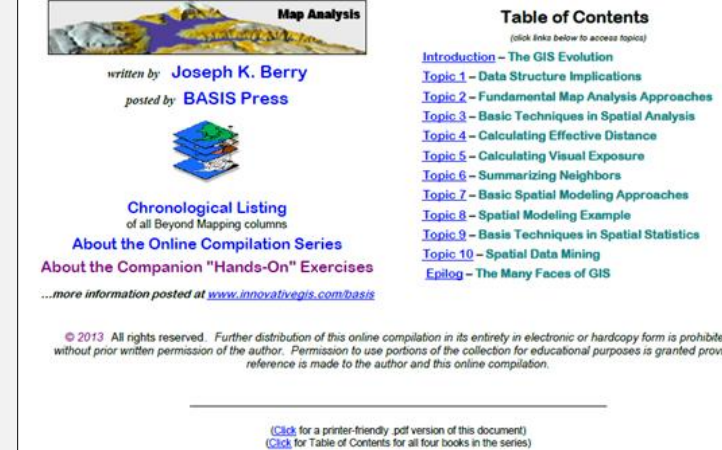 Map Analysis
written by Joseph K. Berry
posted by BASIS Press
Chronological Listing
of all Beyond Mapping columns
About the Online Compilation Series
About the Companion "Hands-On" Exercises
...more information posted at www.innovativegis.com/basis
Table of Contents
(click links below to access topics)
Introduction – The GIS Evolution
Topic 1 – Data Structure Implications
Topic 2 – Fundamental Map Analysis Approaches
Topic 3 – Basic Techniques in Spatial Analysis
Topic 4 – Calculating Effective Distance
Topic 5 – Calculating Visual Exposure
Topic 6 – Summarizing Neighbors
Topic 7 – Basic Spatial Modeling Approaches
Topic 8 – Spatial Modeling Example
Topic 9 – Basis Techniques in Spatial Statistics
Topic 10 – Spatial Data Mining
Epilog – The Many Faces of GIS
© 2013 All rights reserved. Further distribution of this online compilation in its entirety in electronic or hardcopy form is prohibite
without prior written permission of the author. Permission to use portions of the collection for educational purposes is granted provi
reference is made to the author and this online compilation.
(Click for a printer-friendly .pdf version of this document)
(Click for Table of Contents for all four books in the series)